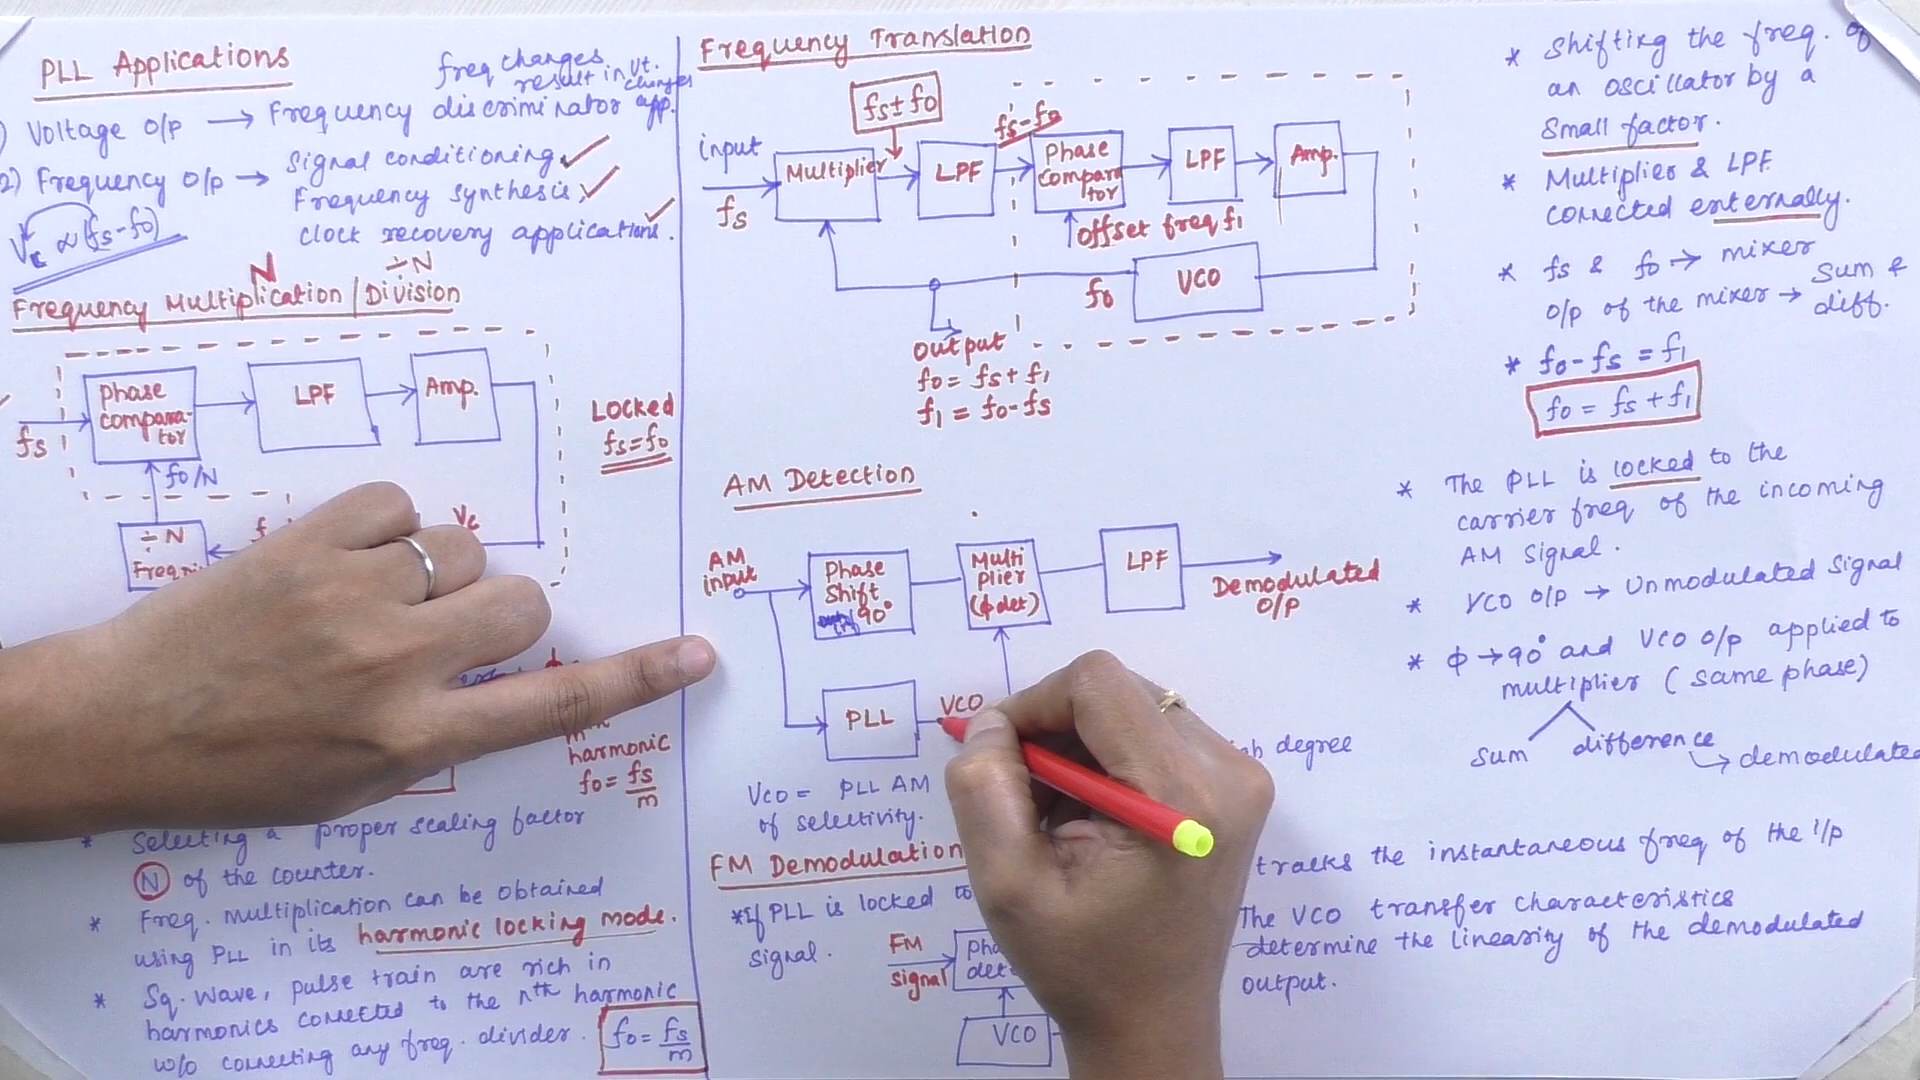 PLL Applications
freq changes
result in vt.
changes
) Voltage o/p → Frequency discriminator app.
2) Frequency o/p → Signal conditioning ✓
Frequency synthesis, ✓
clock recovery applications. ✓
Vc ∝ (fs-fo)
N
÷N
Frequency Multiplication / Division
Phase
compara-
tor
LPF
Amp.
fs
fo/N
LOCKED
fs=fo
÷ N
Vc
harmonic
fo = fs/m
* Selecting a proper scaling factor
(N) of the counter.
* Freq. multiplication can be obtained
using PLL in its harmonic locking mode.
* Sq. wave, pulse train are rich in
harmonics connected to the nth harmonic
w/o connecting any freq. divider.
fo = fs/m
Frequency Translation
fs ± fo
input
fs
Multiplier
LPF
fs-fo
Phase
compara
tor
LPF
Amp.
offset freq f1
VCO
fo
output
fo = fs + f1
f1 = fo - fs
* Shifting the freq. of
an oscillator by a
small factor.
* Multiplier & LPF
connected externally.
* fs & fo → mixer
o/p of the mixer → sum &
diff.
* fo - fs = f1
fo = fs + f1
AM Detection
AM
input
Phase
Shift
90°
Multi
plier
(ϕ det)
LPF
Demodulated
O/P
PLL
VCO
Vco = PLL AM
degree
of selectivity.
* The PLL is locked to the
carrier freq of the incoming
AM signal.
* VCO o/p → Unmodulated signal
* ϕ → 90° and VCO o/p applied to
multiplier (same phase)
sum difference
↳ demodulated
FM Demodulation
*If PLL is locked to
signal.
FM
signal
VCO
tracks the instantaneous freq of the i/p
The VCO transfer characteristics
determine the linearity of the demodulated
output.